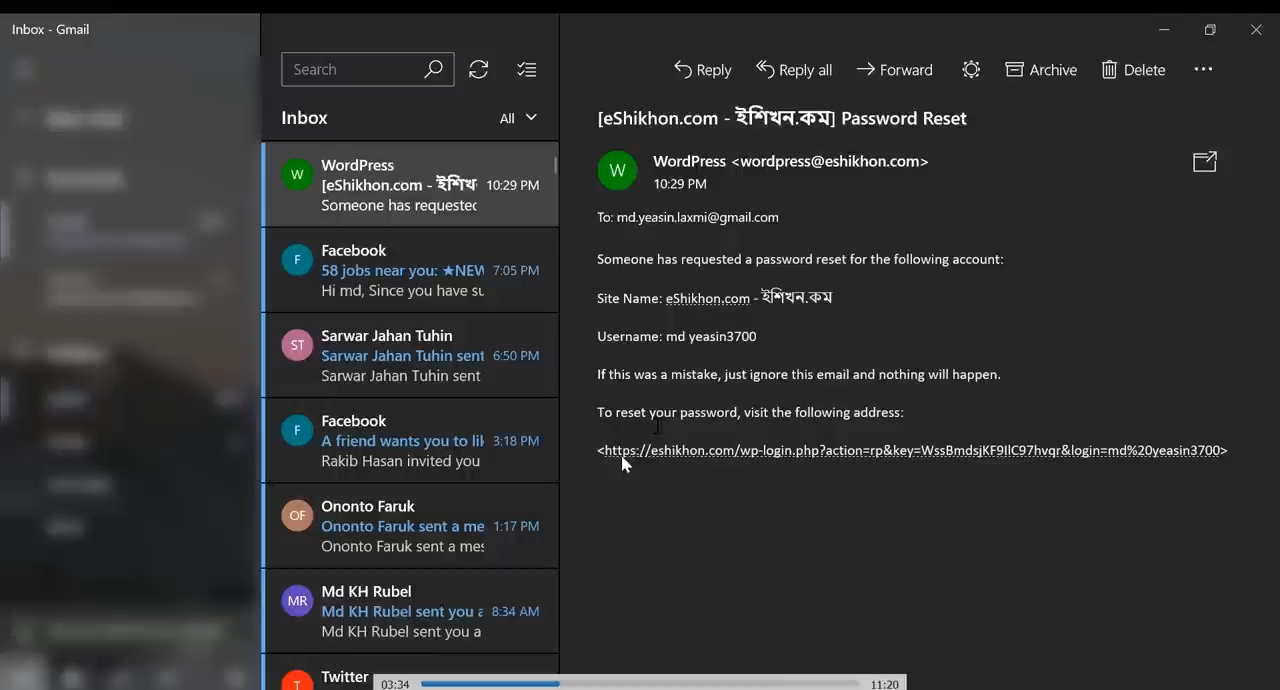 Inbox - Gmail
Search
Reply
Reply all
Forward
Archive
Delete
Inbox
All
WordPress
[eShikhon.com - ইশিখ 10:29 PM
Someone has requested
Facebook
58 jobs near you: ★NEW 7:05 PM
Hi md, Since you have su
Sarwar Jahan Tuhin
Sarwar Jahan Tuhin sent 6:50 PM
Sarwar Jahan Tuhin sent
Facebook
A friend wants you to lik 3:18 PM
Rakib Hasan invited you
Ononto Faruk
Ononto Faruk sent a me 1:17 PM
Ononto Faruk sent a mes
Md KH Rubel
Md KH Rubel sent you a 8:34 AM
Md KH Rubel sent you a
Twitter
[eShikhon.com - ইশিখন.কম] Password Reset
WordPress <wordpress@eshikhon.com>
10:29 PM
To: md.yeasin.laxmi@gmail.com
Someone has requested a password reset for the following account:
Site Name: eShikhon.com - ইশিখন.কম
Username: md yeasin3700
If this was a mistake, just ignore this email and nothing will happen.
To reset your password, visit the following address:
<https://eshikhon.com/wp-login.php?action=rp&key=WssBmdsjKF9IlC97hvqr&login=md%20yeasin3700>
03:34
11:20
W
F
ST
F
OF
MR
T
W